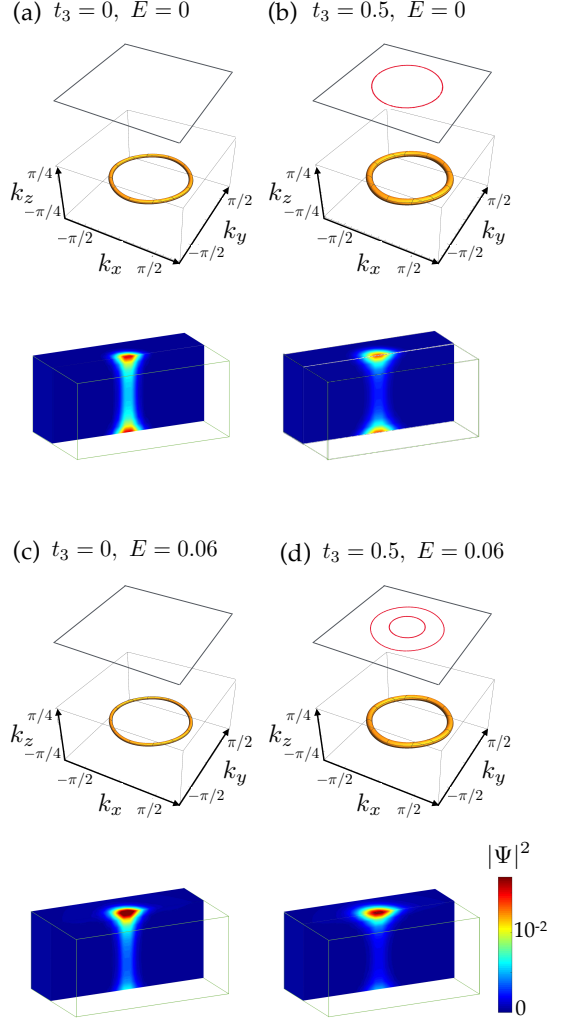 (a) t₃ = 0, E = 0
(b) t₃ = 0.5, E = 0
π/4
k_z
−π/4
−π/2
k_x
π/2
−π/2
k_y
π/2
π/4
k_z
−π/4
−π/2
k_x
π/2
−π/2
k_y
π/2
(c) t₃ = 0, E = 0.06
(d) t₃ = 0.5, E = 0.06
π/4
k_z
−π/4
−π/2
k_x
π/2
−π/2
k_y
π/2
π/4
k_z
−π/4
−π/2
k_x
π/2
−π/2
k_y
π/2
|Ψ|²
10⁻²
0